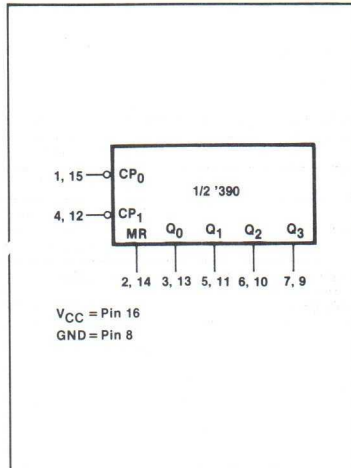 1, 15 CP0
1/2 '390
4, 12 CP1
MR Q0 Q1 Q2 Q3
2, 14 3, 13 5, 11 6, 10 7, 9
VCC = Pin 16
GND = Pin 8